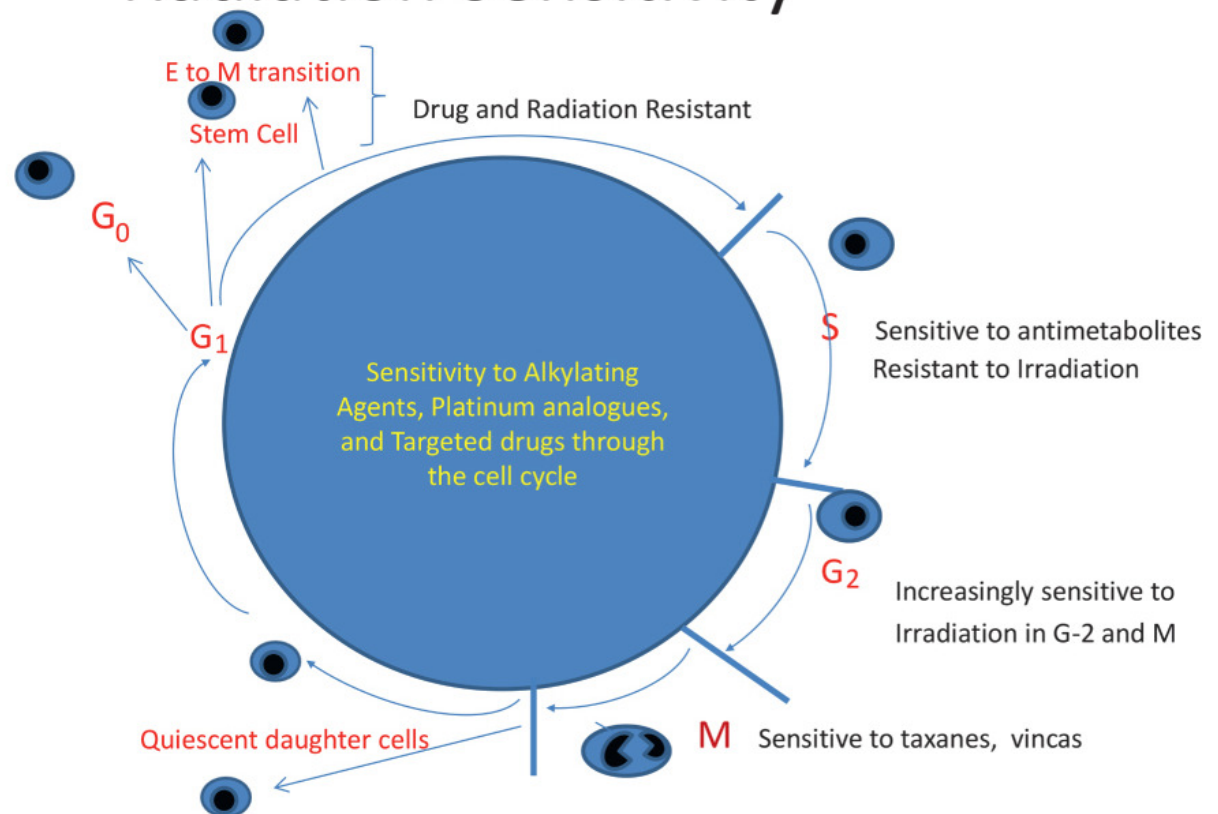 Radiation Sensitivity
E to M transition
Stem Cell
Drug and Radiation Resistant
G0
G1
S
Sensitive to antimetabolites
Resistant to Irradiation
Sensitivity to Alkylating
Agents, Platinum analogues,
and Targeted drugs through
the cell cycle
G2
Increasingly sensitive to
Irradiation in G-2 and M
Quiescent daughter cells
M
Sensitive to taxanes, vincas